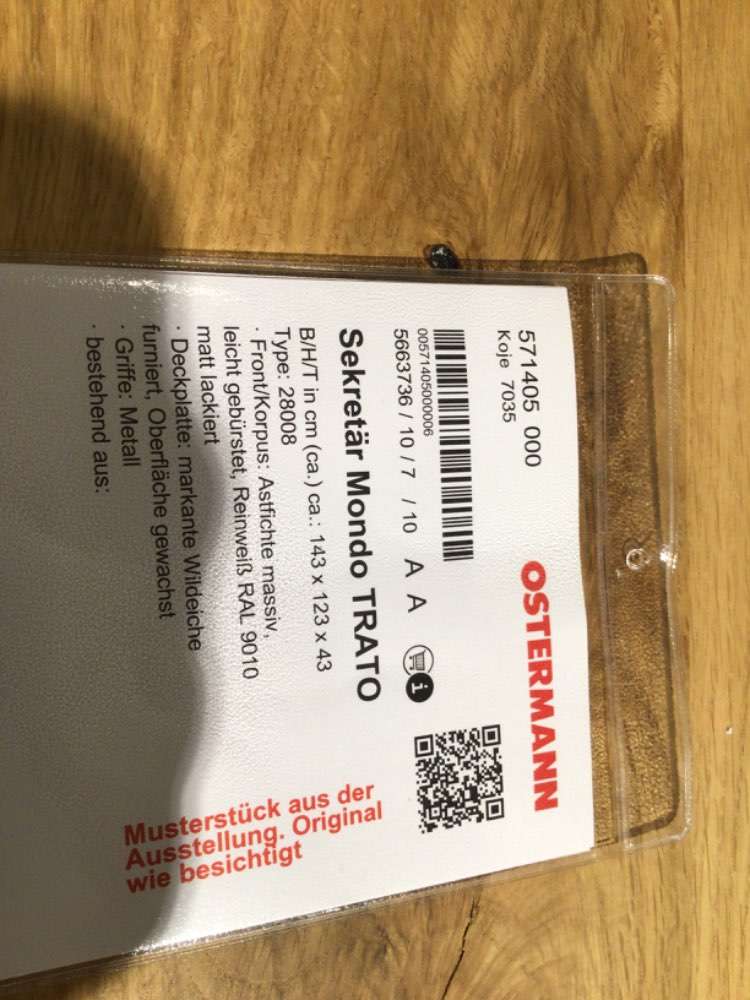 571405 000
Koje 7035
OSTERMANN
00571405000006
5663736 / 10 / 7 / 10 A A
i
Sekretär Mondo TRATO
B/H/T in cm (ca.) ca.: 143 x 123 x 43
Type: 28008
· Front/Korpus: Astfichte massiv,
leicht gebürstet, Reinweiß RAL 9010
matt lackiert
· Deckplatte: markante Wildeiche
furniert, Oberfläche gewachst
· Griffe: Metall
· bestehend aus:
Musterstück aus der
Ausstellung. Original
wie besichtigt